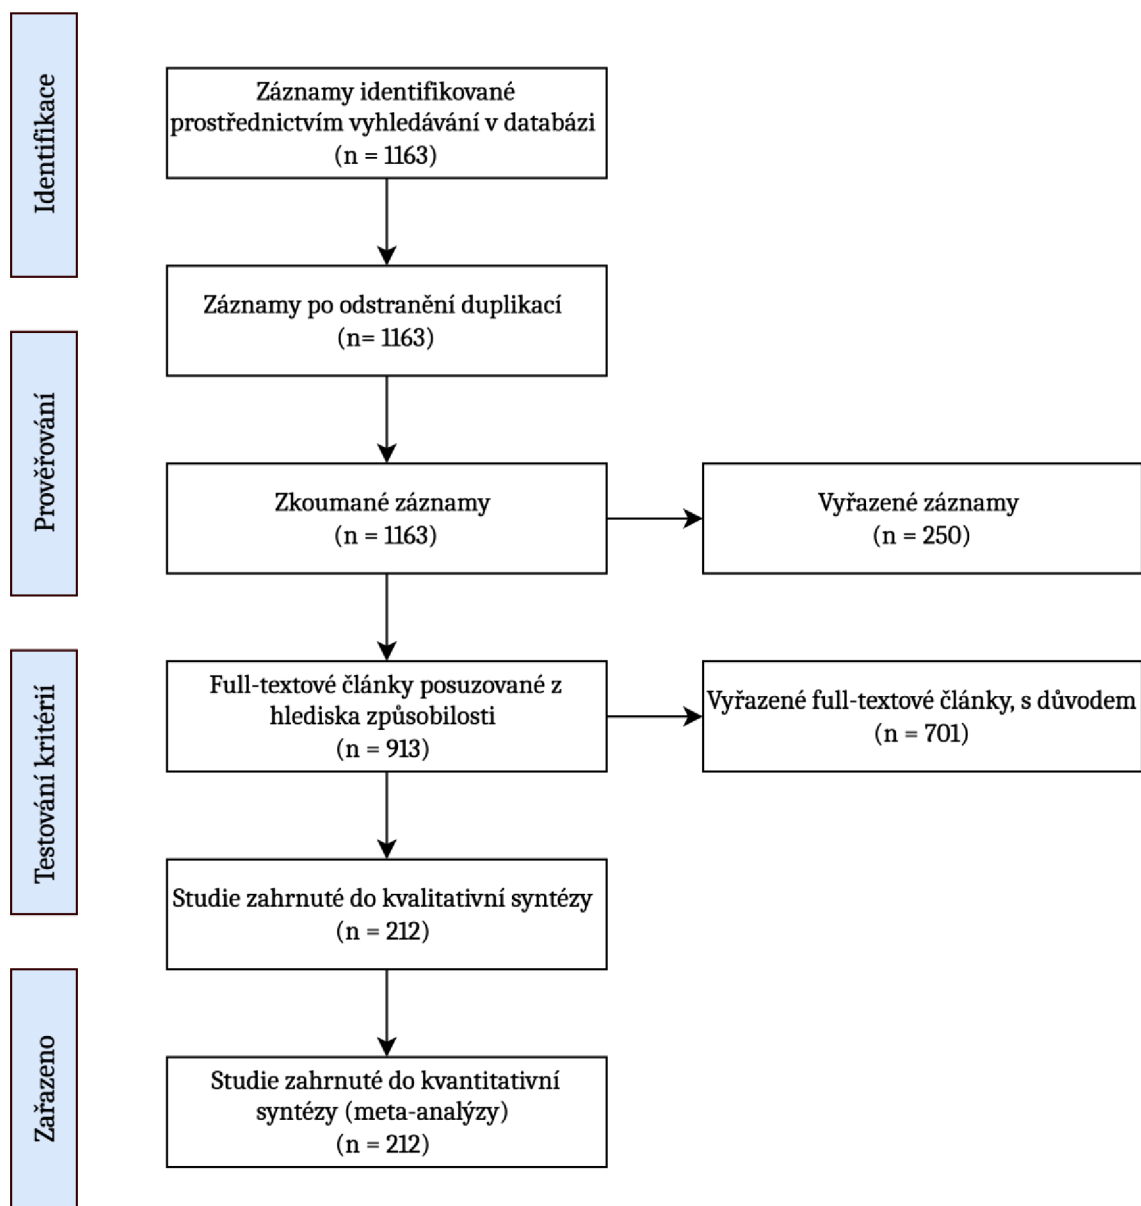 Identifikace
Záznamy identifikované
prostřednictvím vyhledávání v databázi
(n = 1163)
Záznamy po odstranění duplikací
(n= 1163)
Prověřování
Zkoumané záznamy
(n = 1163)
Vyřazené záznamy
(n = 250)
Testování kritérií
Full-textové články posuzované z
hlediska způsobilosti
(n = 913)
Vyřazené full-textové články, s důvodem
(n = 701)
Studie zahrnuté do kvalitativní syntézy
(n = 212)
Zařazeno
Studie zahrnuté do kvantitativní
syntézy (meta-analýzy)
(n = 212)